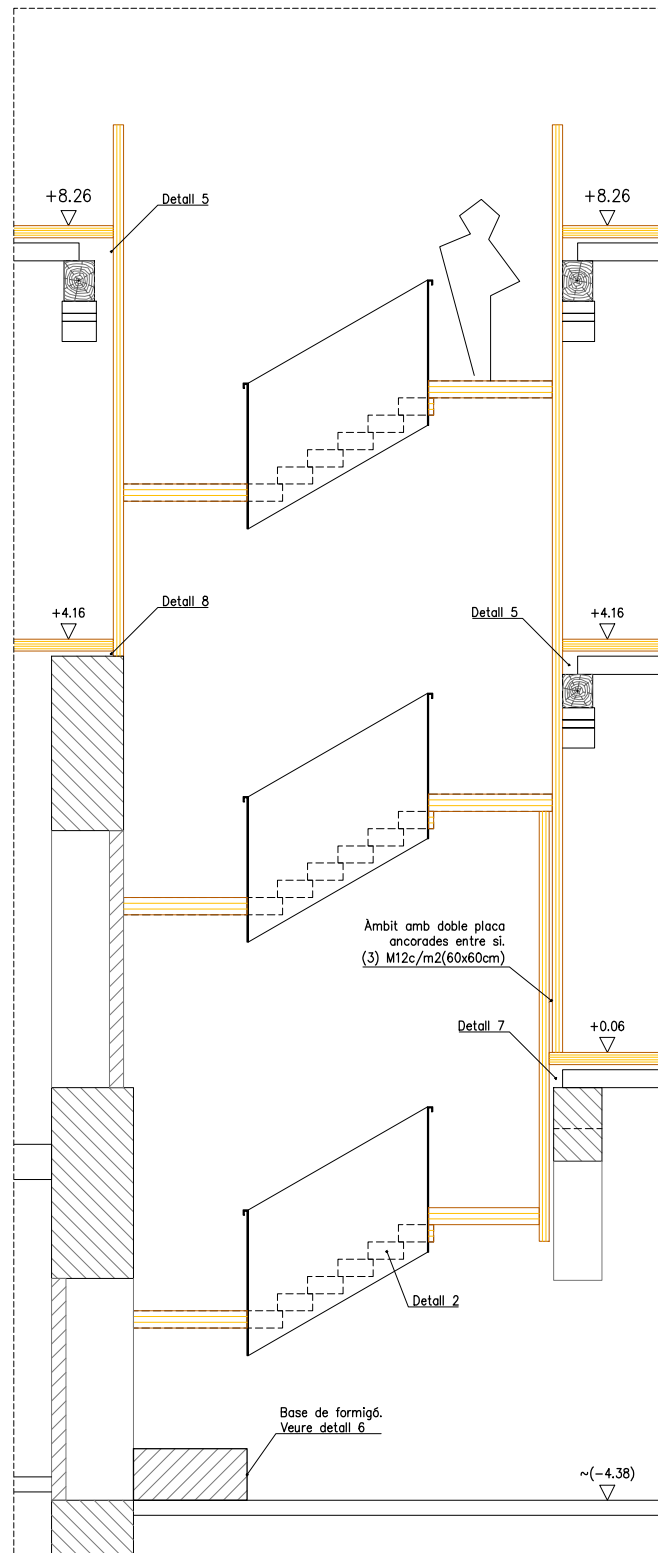 +8.26
Detall 5
+8.26
+4.16
Detall 8
Detall 5
+4.16
Àmbit amb doble placa
ancorades entre si.
(3) M12c/m2(60x60cm)
Detall 7
+0.06
Detall 2
Base de formigó.
Veure detall 6
~(-4.38)